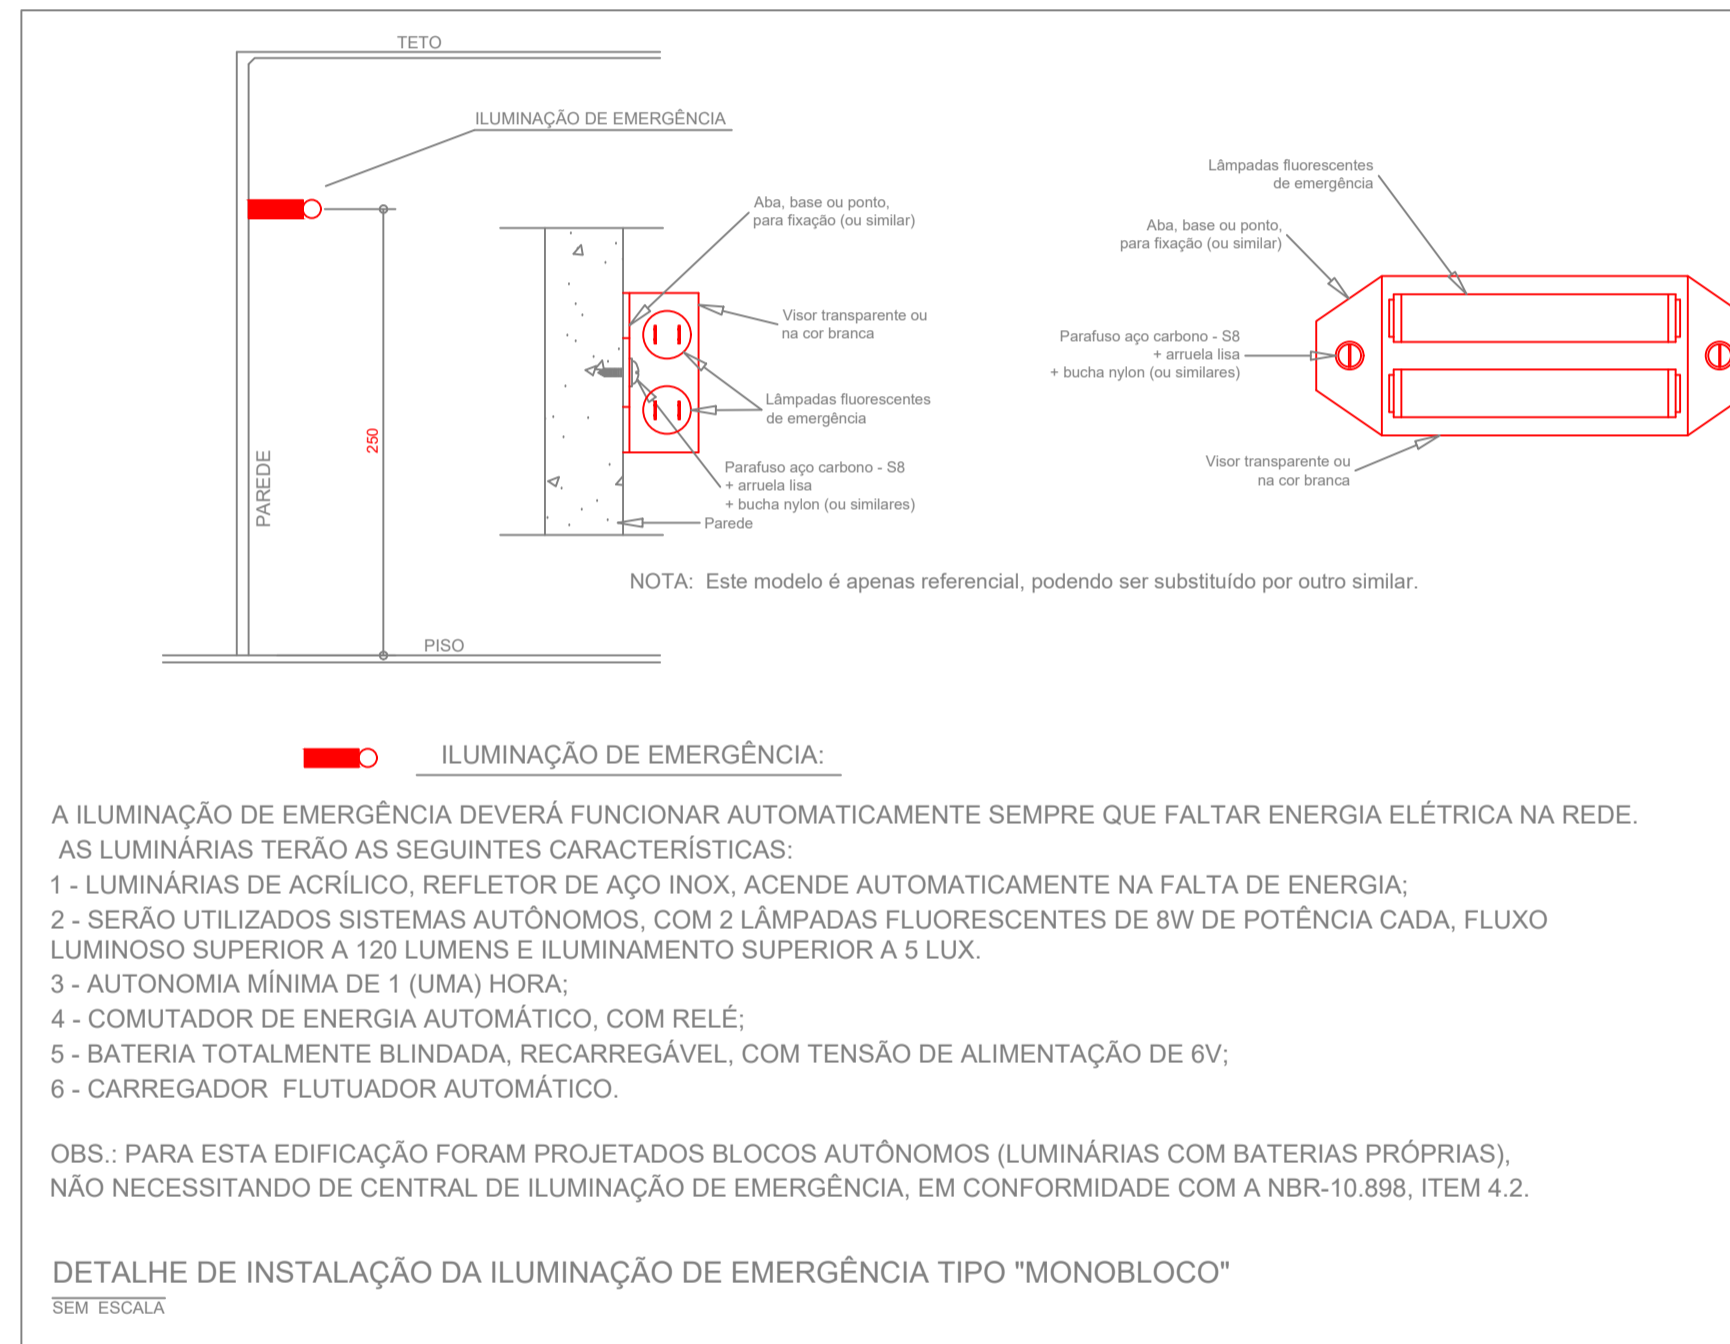 TETO
ILUMINAÇÃO DE EMERGÊNCIA
250
PAREDE
PISO
Aba, base ou ponto,
para fixação (ou similar)
Visor transparente ou
na cor branca
Lâmpadas fluorescentes
de emergência
Parafuso aço carbono - S8
+ arruela lisa
+ bucha nylon (ou similares)
Parede
Lâmpadas fluorescentes
de emergência
Aba, base ou ponto,
para fixação (ou similar)
Parafuso aço carbono - S8
+ arruela lisa
+ bucha nylon (ou similares)
Visor transparente ou
na cor branca
NOTA: Este modelo é apenas referencial, podendo ser substituído por outro similar.
ILUMINAÇÃO DE EMERGÊNCIA:
A ILUMINAÇÃO DE EMERGÊNCIA DEVERÁ FUNCIONAR AUTOMATICAMENTE SEMPRE QUE FALTAR ENERGIA ELÉTRICA NA REDE.
AS LUMINÁRIAS TERÃO AS SEGUINTES CARACTERÍSTICAS:
1 - LUMINÁRIAS DE ACRÍLICO, REFLETOR DE AÇO INOX, ACENDE AUTOMATICAMENTE NA FALTA DE ENERGIA;
2 - SERÃO UTILIZADOS SISTEMAS AUTÔNOMOS, COM 2 LÂMPADAS FLUORESCENTES DE 8W DE POTÊNCIA CADA, FLUXO
LUMINOSO SUPERIOR A 120 LUMENS E ILUMINAMENTO SUPERIOR A 5 LUX.
3 - AUTONOMIA MÍNIMA DE 1 (UMA) HORA;
4 - COMUTADOR DE ENERGIA AUTOMÁTICO, COM RELÉ;
5 - BATERIA TOTALMENTE BLINDADA, RECARREGÁVEL, COM TENSÃO DE ALIMENTAÇÃO DE 6V;
6 - CARREGADOR FLUTUADOR AUTOMÁTICO.
OBS.: PARA ESTA EDIFICAÇÃO FORAM PROJETADOS BLOCOS AUTÔNOMOS (LUMINÁRIAS COM BATERIAS PRÓPRIAS),
NÃO NECESSITANDO DE CENTRAL DE ILUMINAÇÃO DE EMERGÊNCIA, EM CONFORMIDADE COM A NBR-10.898, ITEM 4.2.
DETALHE DE INSTALAÇÃO DA ILUMINAÇÃO DE EMERGÊNCIA TIPO "MONOBLOCO"
SEM ESCALA